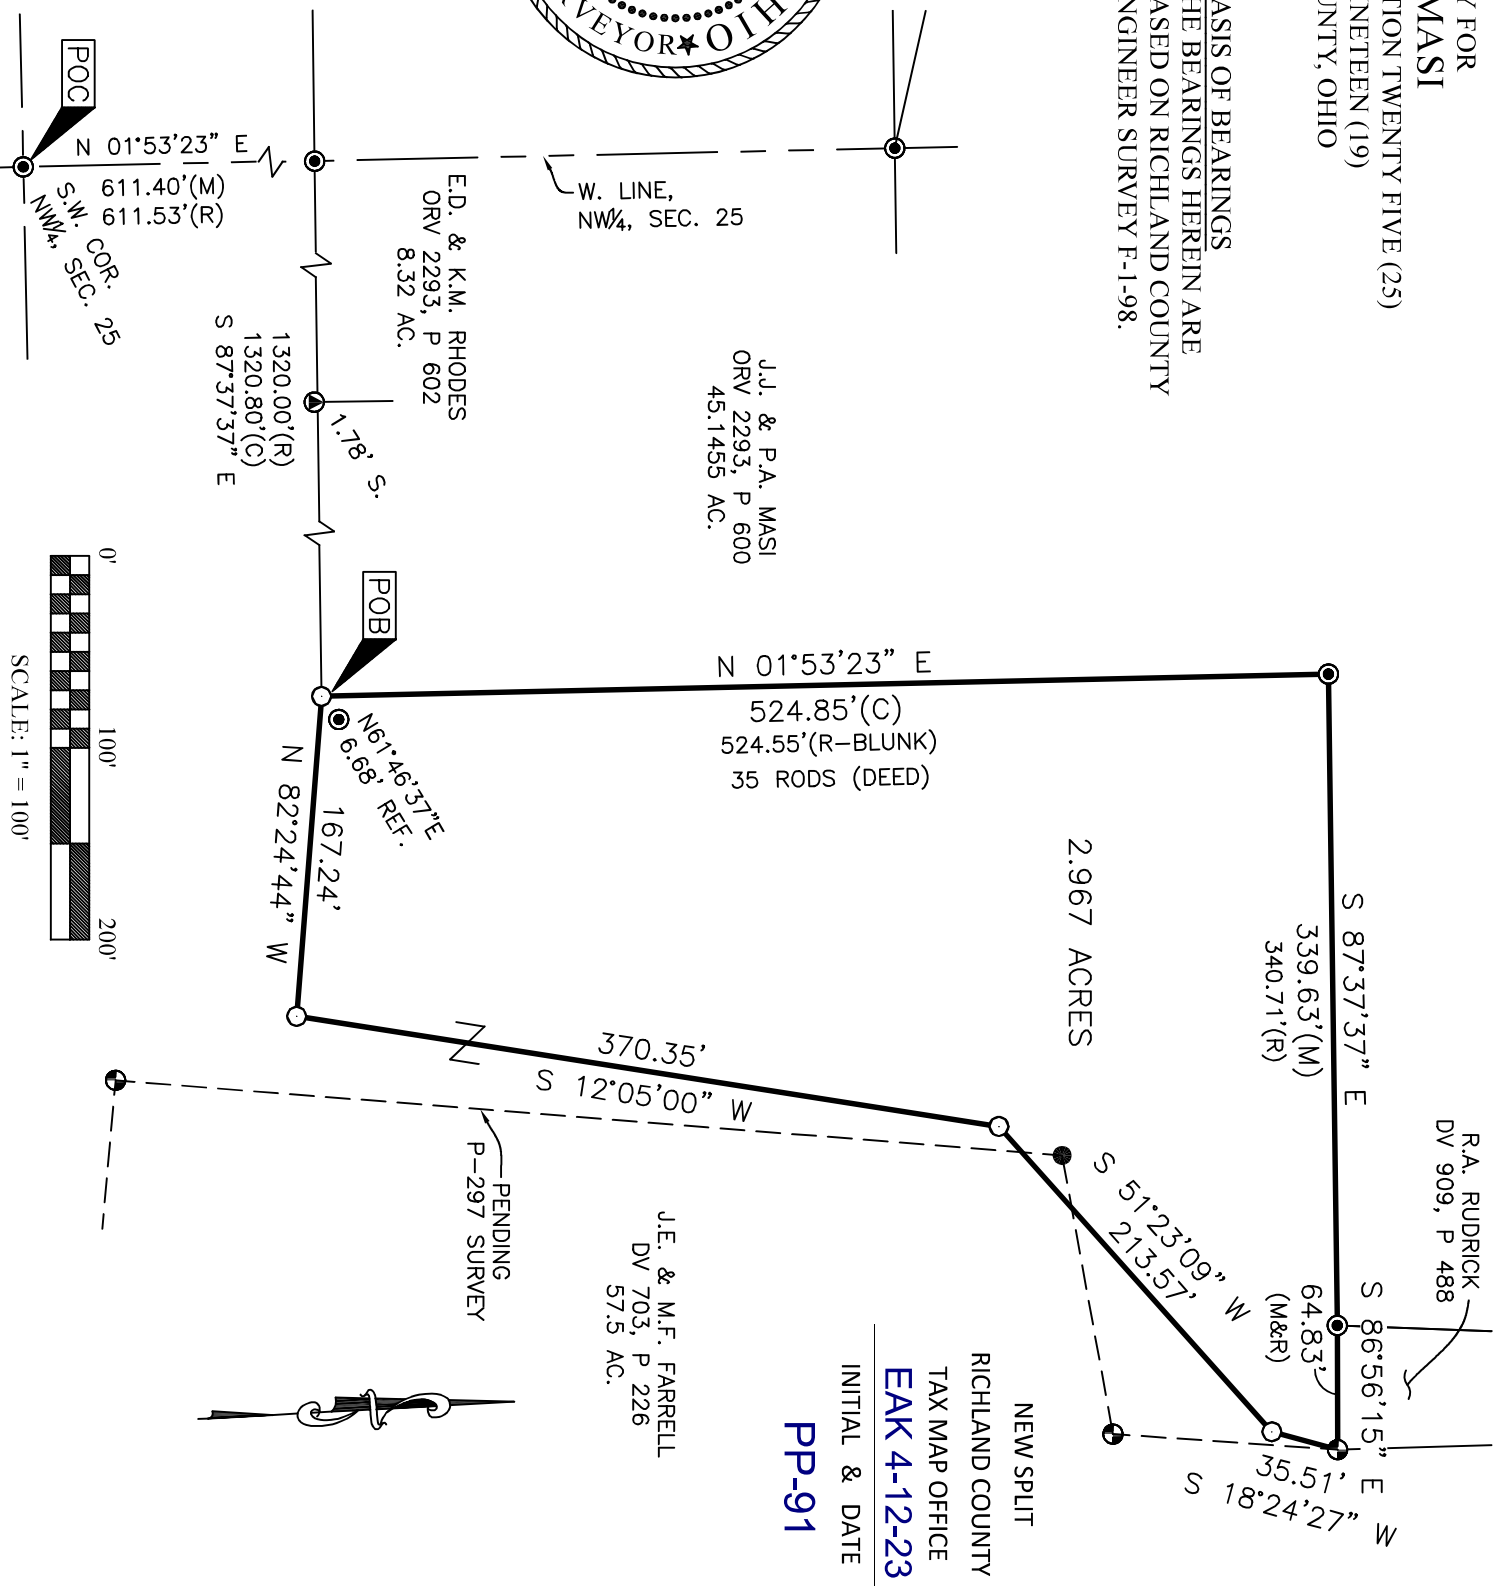 Y FOR
MASI
TION TWENTY FIVE (25)
NETEEN (19)
UNTY, OHIO
ASIS OF BEARINGS
HE BEARINGS HEREIN ARE
ASED ON RICHLAND COUNTY
NGINEER SURVEY F-1-98.
VEYOR★OIH
POC
N 01°53'23" E
611.40'(M)
611.53'(R)
S.W. COR.
NW¼, SEC. 25
W. LINE,
NW¼, SEC. 25
E.D. & K.M. RHODES
ORV 2293, P 602
8.32 AC.
1320.00'(R)
1320.80'(C)
S 87°37'37" E
1.78' S.
J.J. & P.A. MASI
ORV 2293, P 600
45.1455 AC.
POB
N 01°53'23" E
524.85'(C)
524.55'(R-BLUNK)
35 RODS (DEED)
N61°46'37"E
6.68' REF.
167.24'
N 82°24'44" W
2.967 ACRES
S 87°37'37" E
339.63'(M)
340.71'(R)
370.35'
S 12°05'00" W
S 51°23'09" W
213.57'
R.A. RUDRICK
DV 909, P 488
S 86°56'15" E
64.83'
(M&R)
35.51'
S 18°24'27" W
PENDING
P-297 SURVEY
J.E. & M.F. FARRELL
DV 703, P 226
57.5 AC.
0' 100' 200'
SCALE: 1" = 100'
NEW SPLIT
RICHLAND COUNTY
TAX MAP OFFICE
EAK 4-12-23
INITIAL & DATE
PP-91